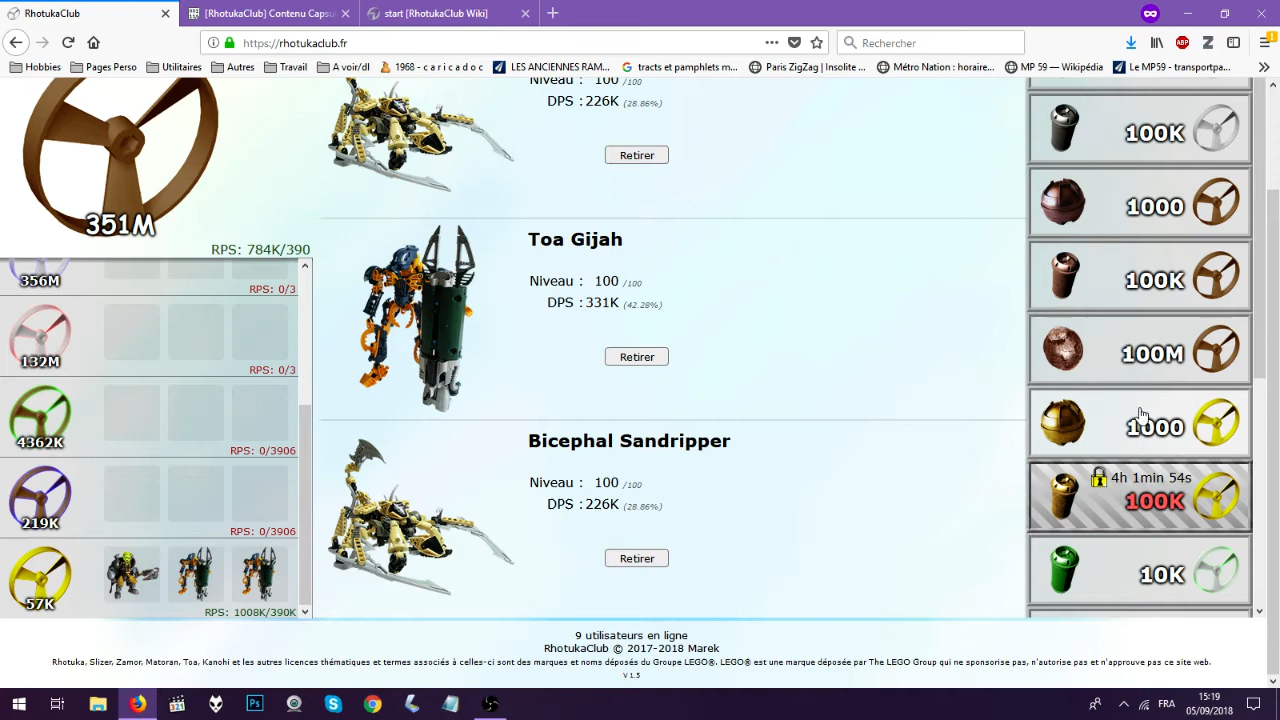 RhotukaClub
[RhotukaClub] Contenu Capsu
start [RhotukaClub Wiki]
https://rhotukaclub.fr
Rechercher
ABP
Z
1
Hobbies
Pages Perso
Utilitaires
Autres
Travail
A voir/dl
1968 - c a r i c a d o c
LES ANCIENNES RAM...
tracts et pamphlets m...
Paris ZigZag | Insolite ...
Métro Nation : horaire...
MP 59 — Wikipédia
Le MP59 - transportpa...
351M
RPS: 784K/390
356M
RPS: 0/3
132M
RPS: 0/3
4362K
RPS: 0/3906
219K
RPS: 0/3906
57K
RPS: 1008K/390K
Niveau : 100 /100
DPS : 226K (28.86%)
Retirer
Toa Gijah
Niveau : 100 /100
DPS : 331K (42.28%)
Retirer
Bicephal Sandripper
Niveau : 100 /100
DPS : 226K (28.86%)
Retirer
100K
1000
100K
100M
1000
4h 1min 54s
100K
10K
9 utilisateurs en ligne
RhotukaClub © 2017-2018 Marek
Rhotuka, Slizer, Zamor, Matoran, Toa, Kanohi et les autres licences thématiques et termes associés à celles-ci sont des marques et noms déposés du Groupe LEGO®. LEGO® est une marque déposée par The LEGO Group qui ne sponsorise pas, n'autorise pas et n'approuve pas ce site web.
V 1.5
321
Ps
FRA
15:19
05/09/2018